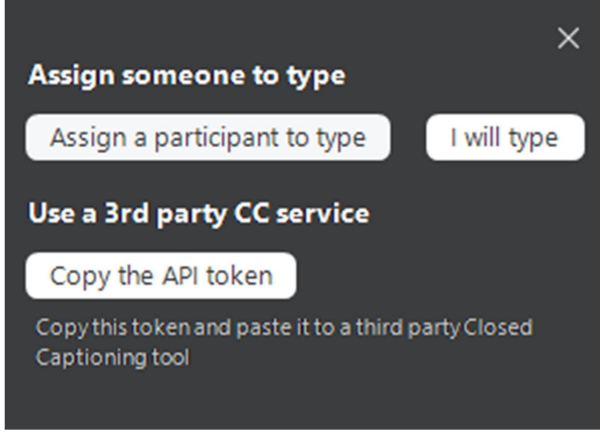 Assign someone to type
Assign a participant to type
I will type
Use a 3rd party CC service
Copy the API token
Copy this token and paste it to a third party Closed
Captioning tool